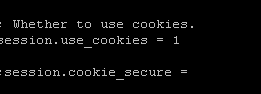 ; Whether to use cookies.
session.use_cookies = 1
;session.cookie_secure =